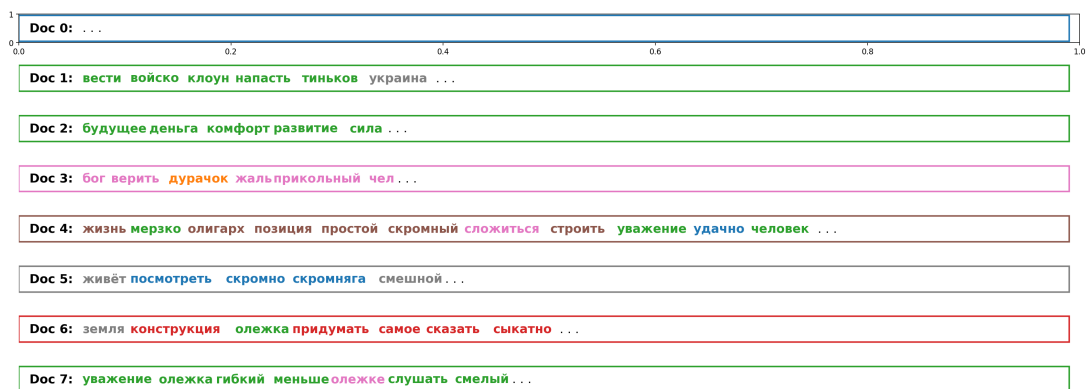 1
Doc 0: . . .
0
0.0 0.2 0.4 0.6 0.8 1.0
Doc 1: вести войско клоун напасть тиньков украина . . .
Doc 2: будущее деньга комфорт развитие сила . . .
Doc 3: бог верить дурачок жаль прикольный чел . . .
Doc 4: жизнь мерзко олигарх позиция простой скромный сложиться строить уважение удачно человек . . .
Doc 5: живёт посмотреть скромно скромняга смешной . . .
Doc 6: земля конструкция олежка придумать самое сказать сыкатно . . .
Doc 7: уважение олежка гибкий меньше олежке слушать смелый . . .